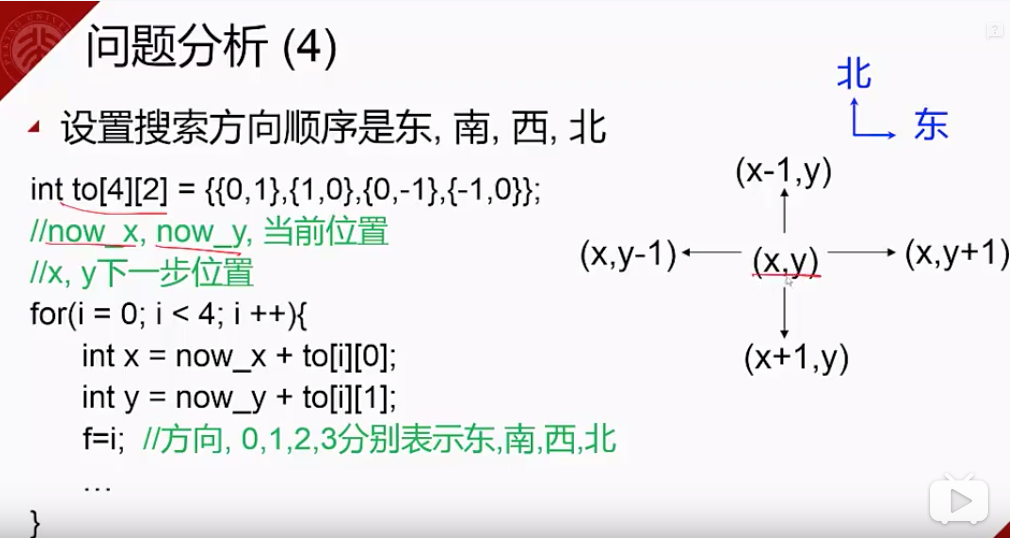 问题分析 (4)
设置搜索方向顺序是东, 南, 西, 北
int to[4][2] = {{0,1},{1,0},{0,-1},{-1,0}};
//now_x, now_y, 当前位置
//x, y下一步位置
for(i = 0; i < 4; i ++){
int x = now_x + to[i][0];
int y = now_y + to[i][1];
f=i; //方向, 0,1,2,3分别表示东,南,西,北
…
}
北
东
(x-1,y)
(x,y-1)
(x,y)
(x,y+1)
(x+1,y)